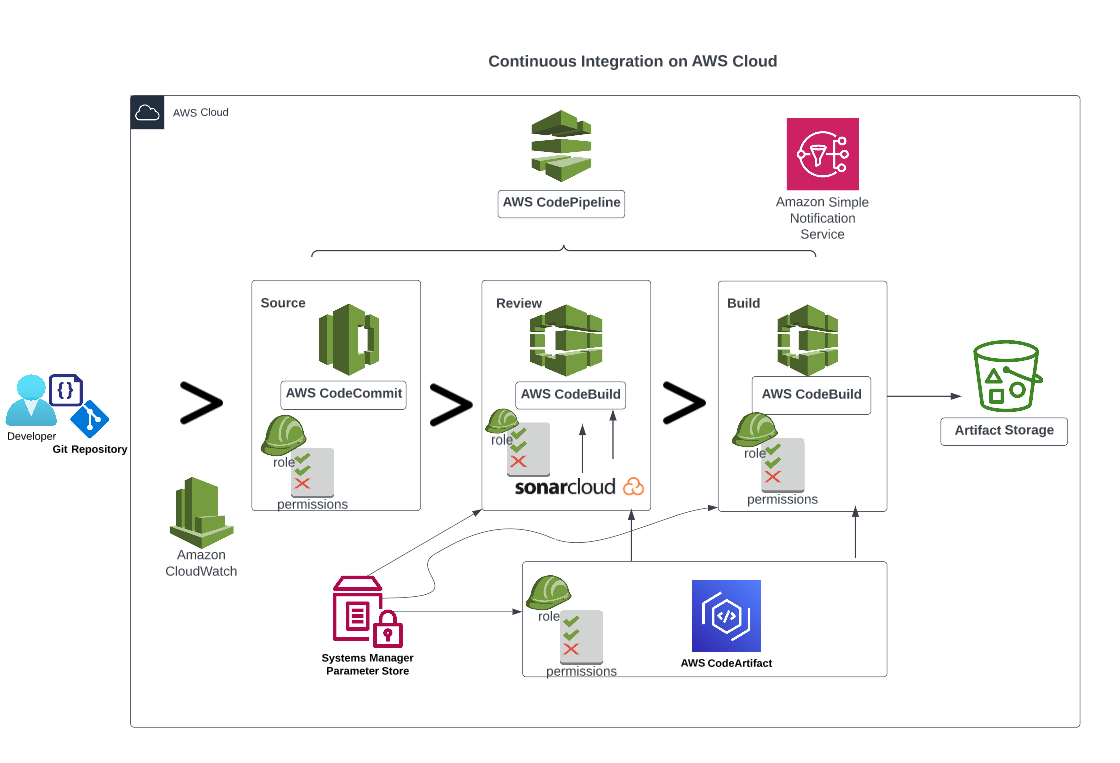 Continuous Integration on AWS Cloud
AWS Cloud
AWS CodePipeline
Amazon Simple
Notification
Service
Source
AWS CodeCommit
role
permissions
Review
AWS CodeBuild
role
sonarcloud
Build
AWS CodeBuild
role
permissions
Artifact Storage
{}
Developer
Git Repository
Amazon
CloudWatch
Systems Manager
Parameter Store
role
permissions
</>
AWS CodeArtifact